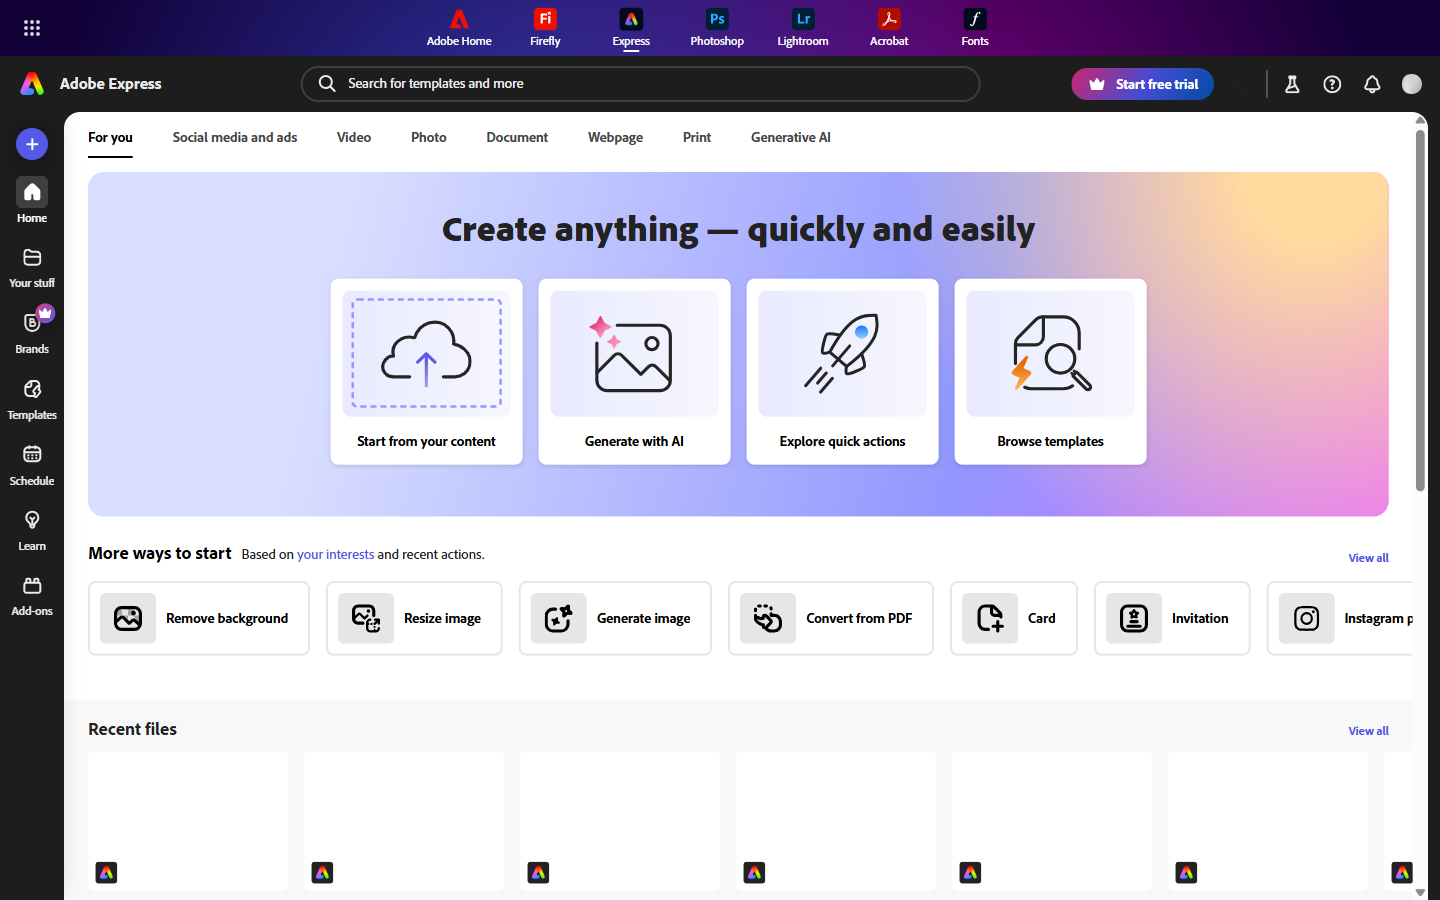 Adobe Home
Firefly
Express
Photoshop
Lightroom
Acrobat
Fonts
Adobe Express
Search for templates and more
Start free trial
Home
Your stuff
Brands
Templates
Schedule
Learn
Add-ons
For you
Social media and ads
Video
Photo
Document
Webpage
Print
Generative AI
Create anything — quickly and easily
Start from your content
Generate with AI
Explore quick actions
Browse templates
More ways to start
Based on your interests and recent actions.
View all
Remove background
Resize image
Generate image
Convert from PDF
Card
Invitation
Instagram p
Recent files
View all